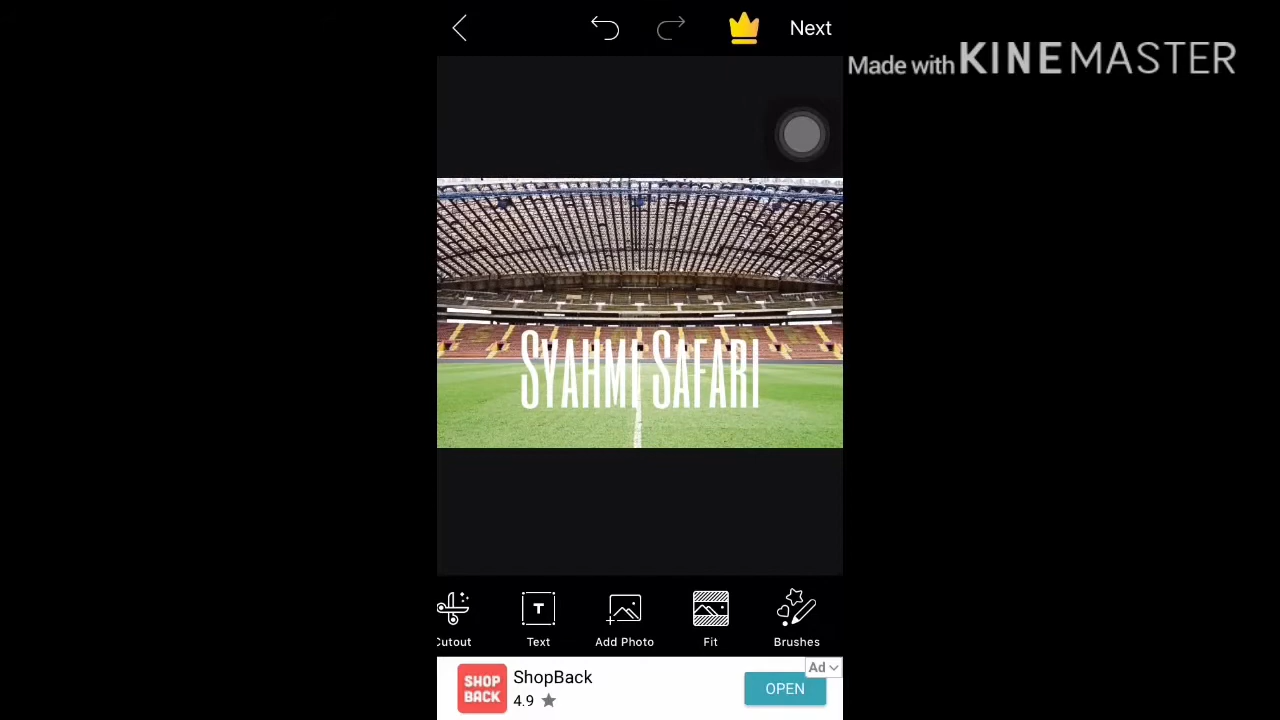 Next
Made with KINEMASTER
SYAHMI SAFARI
Cutout
Text
Add Photo
Fit
Brushes
Ad
SHOP BACK
ShopBack
4.9
OPEN